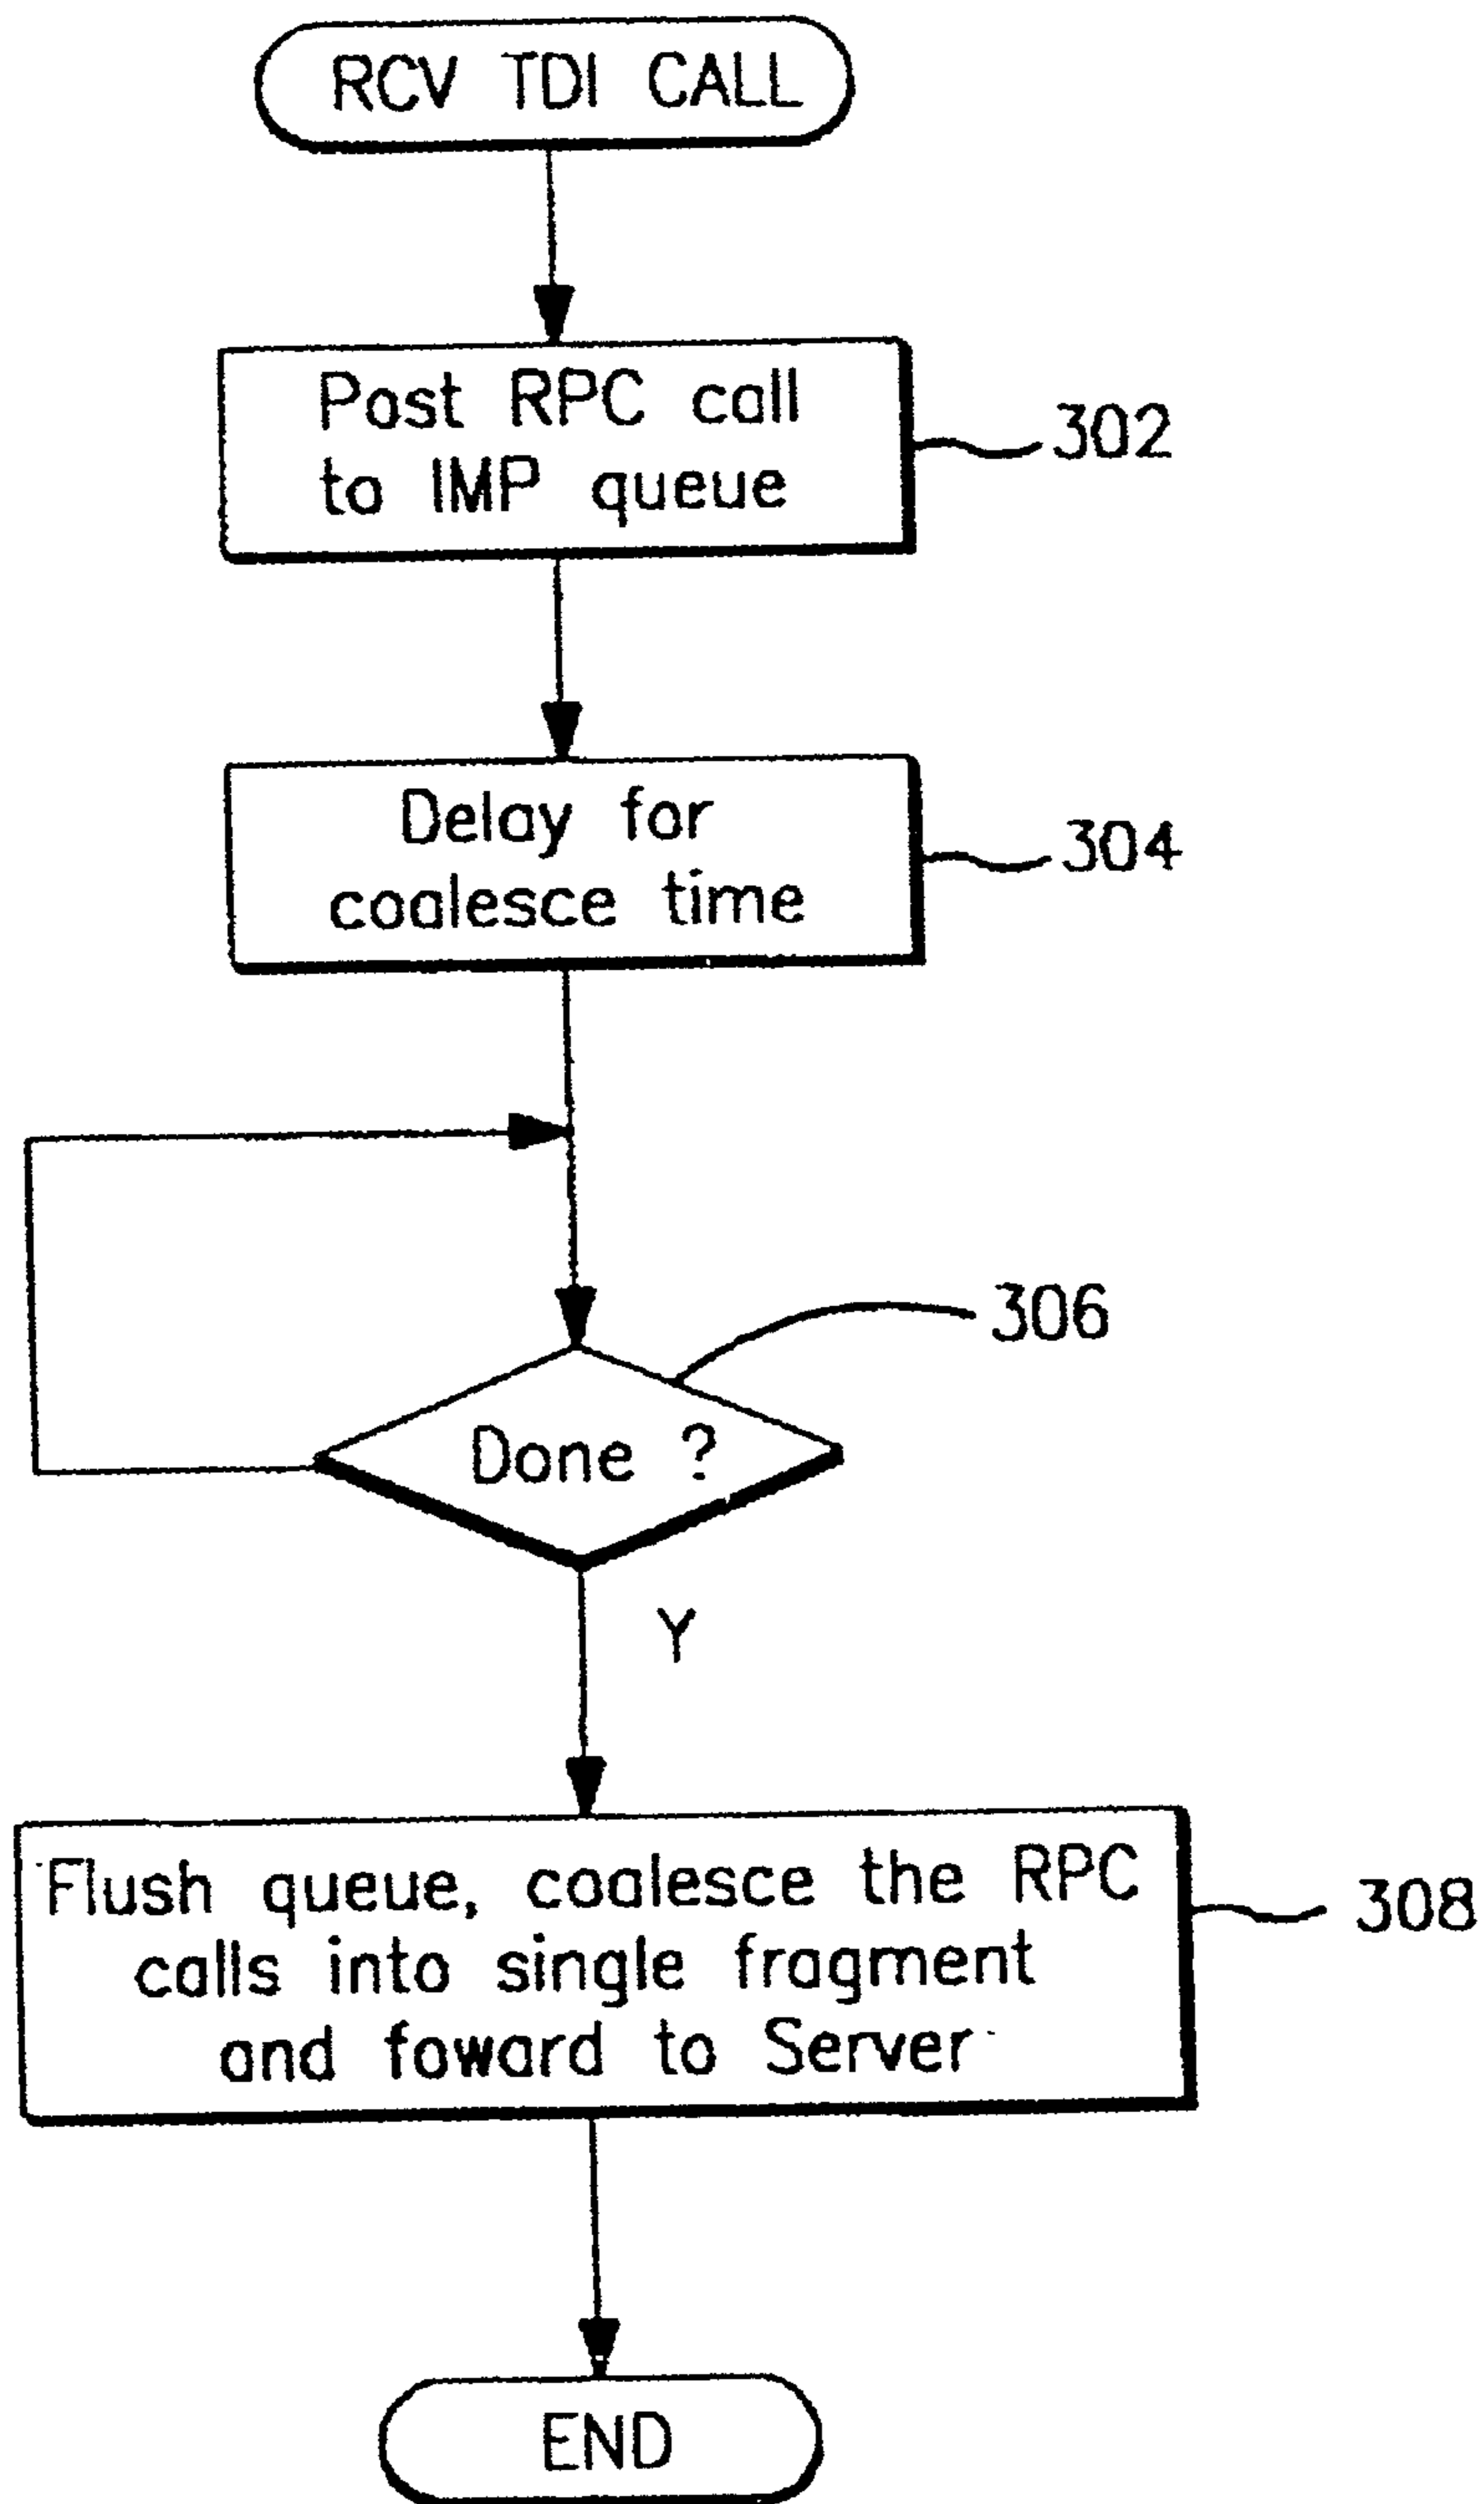 RCV TDI CALL
Post RPC call
to IMP queue
302
Delay for
coalesce time
304
306
Done ?
Y
Flush queue, coalesce the RPC
calls into single fragment
and foward to Server
308
END